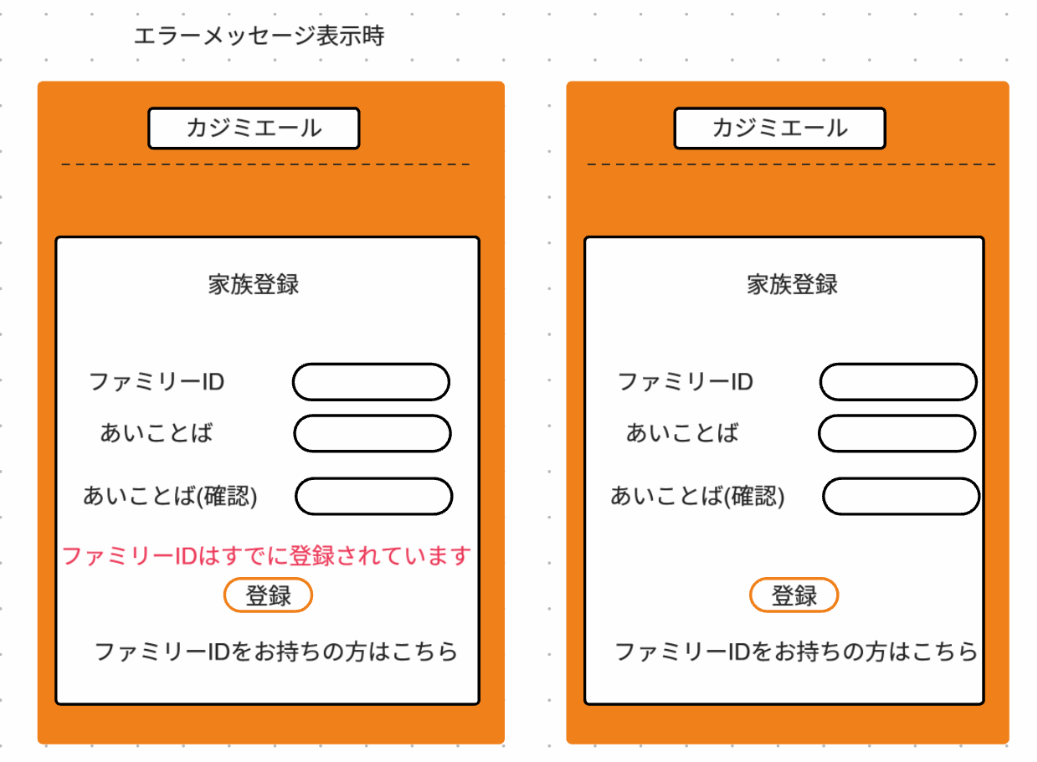 エラーメッセージ表示時
カジミエール
家族登録
ファミリーID
あいことば
あいことば(確認)
ファミリーIDはすでに登録されています
登録
ファミリーIDをお持ちの方はこちら
カジミエール
家族登録
ファミリーID
あいことば
あいことば(確認)
登録
ファミリーIDをお持ちの方はこちら